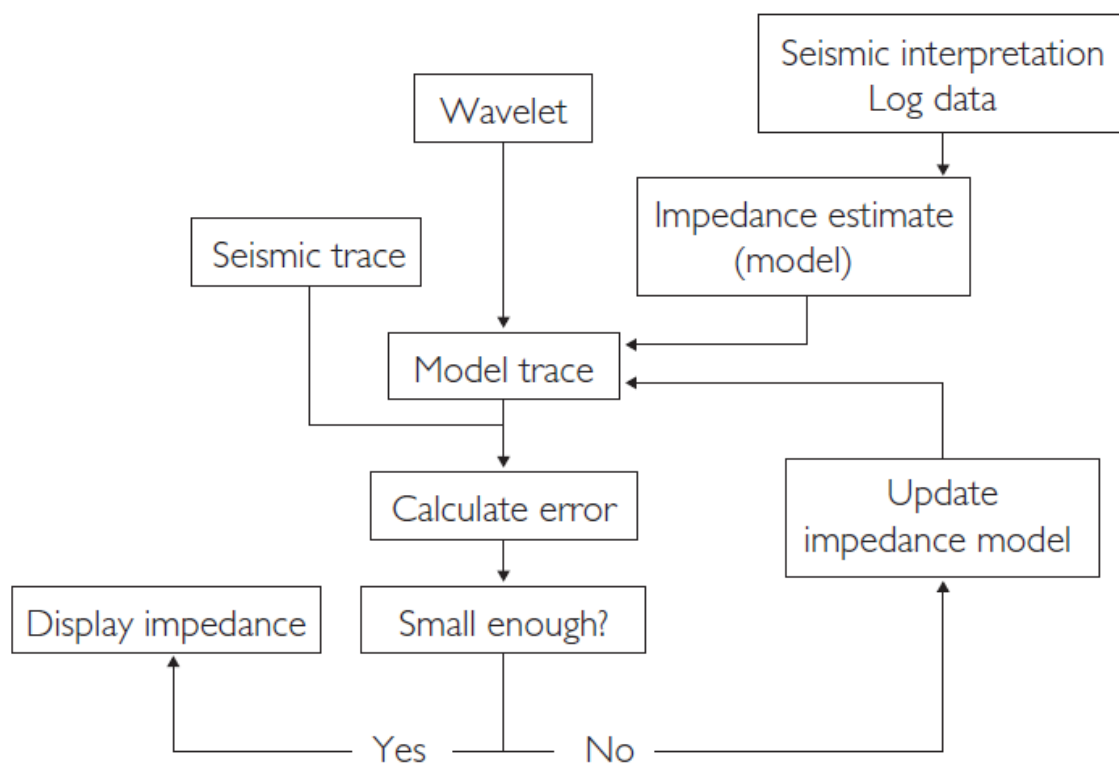 Seismic interpretation
Log data
Wavelet
Impedance estimate
(model)
Seismic trace
Model trace
Calculate error
Update
impedance model
Display impedance
Small enough?
Yes
No